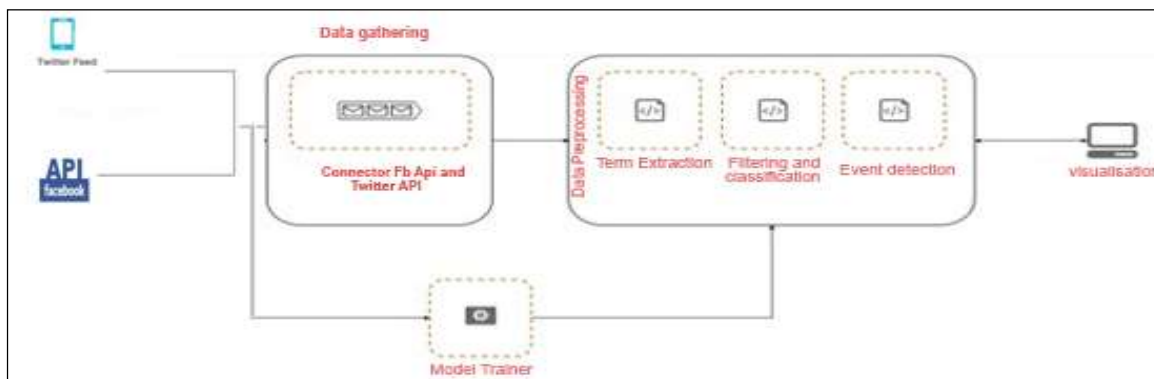 Twitter Feed
API
facebook
Data gathering
Connector Fb Api and
Twitter API
Data Preprocessing
</>
Term Extraction
</>
Filtering and
classification
</>
Event detection
visualisation
Model Trainer